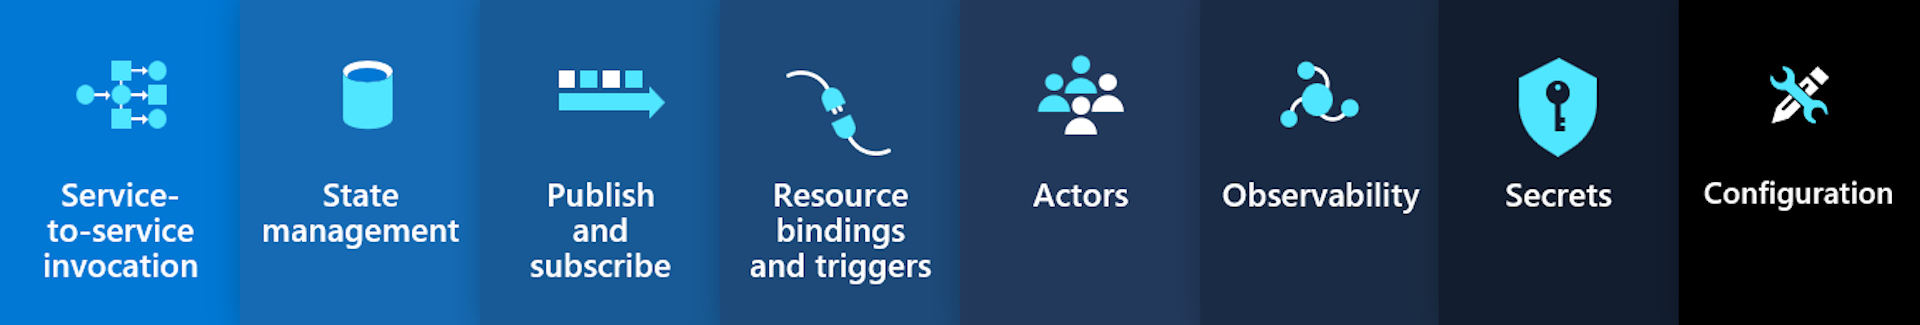 Service-
to-service
invocation
State
management
Publish
and
subscribe
Resource
bindings
and triggers
Actors
Observability
Secrets
Configuration